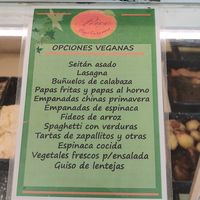 OPCIONES VEGANAS
Seitán asado
Lasagna
Buñuelos de calabaza
Papas fritas y papas al horno
Empanadas chinas primavera
Empanadas de espinaca
Fideos de arroz
Spaghetti con verduras
Tartas de zapallitos y otras
Espinaca cocida
Vegetales frescos p/ensalada
Guiso de lentejas